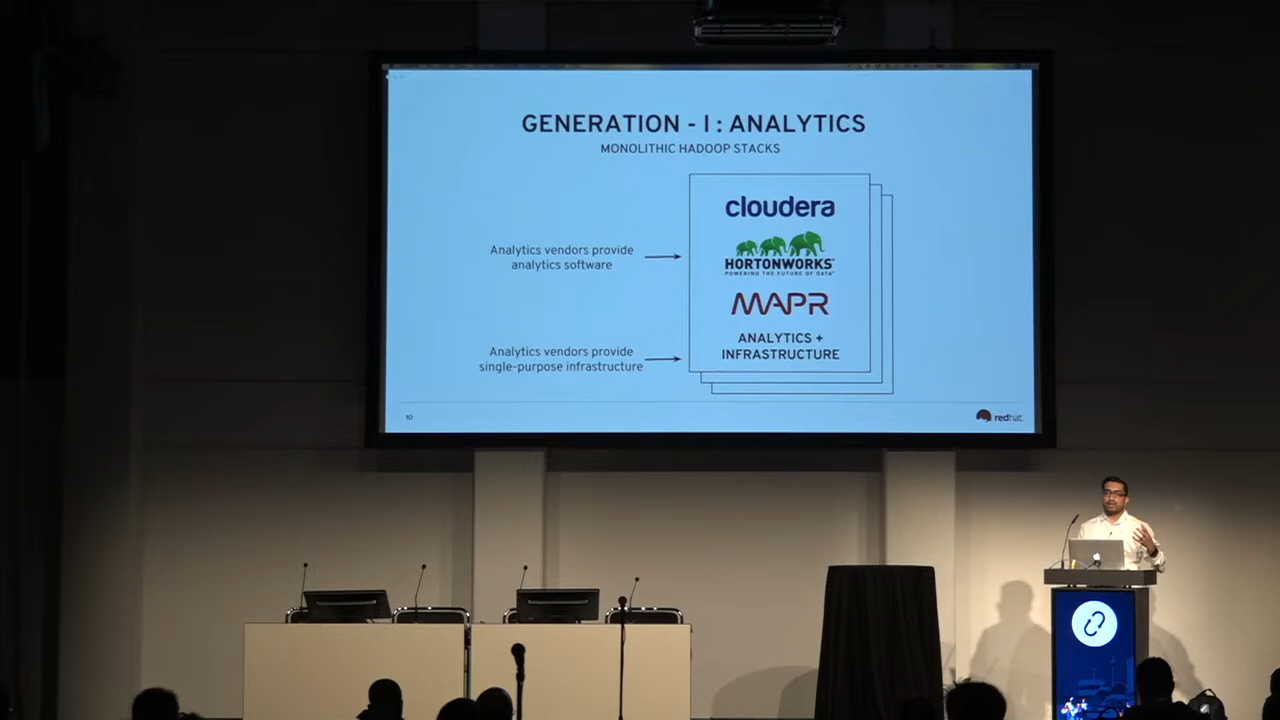 GENERATION - I : ANALYTICS
MONOLITHIC HADOOP STACKS
cloudera
Analytics vendors provide
analytics software
HORTONWORKS
POWERING THE FUTURE OF DATA
MAPR
ANALYTICS +
INFRASTRUCTURE
Analytics vendors provide
single-purpose infrastructure
10
redhat